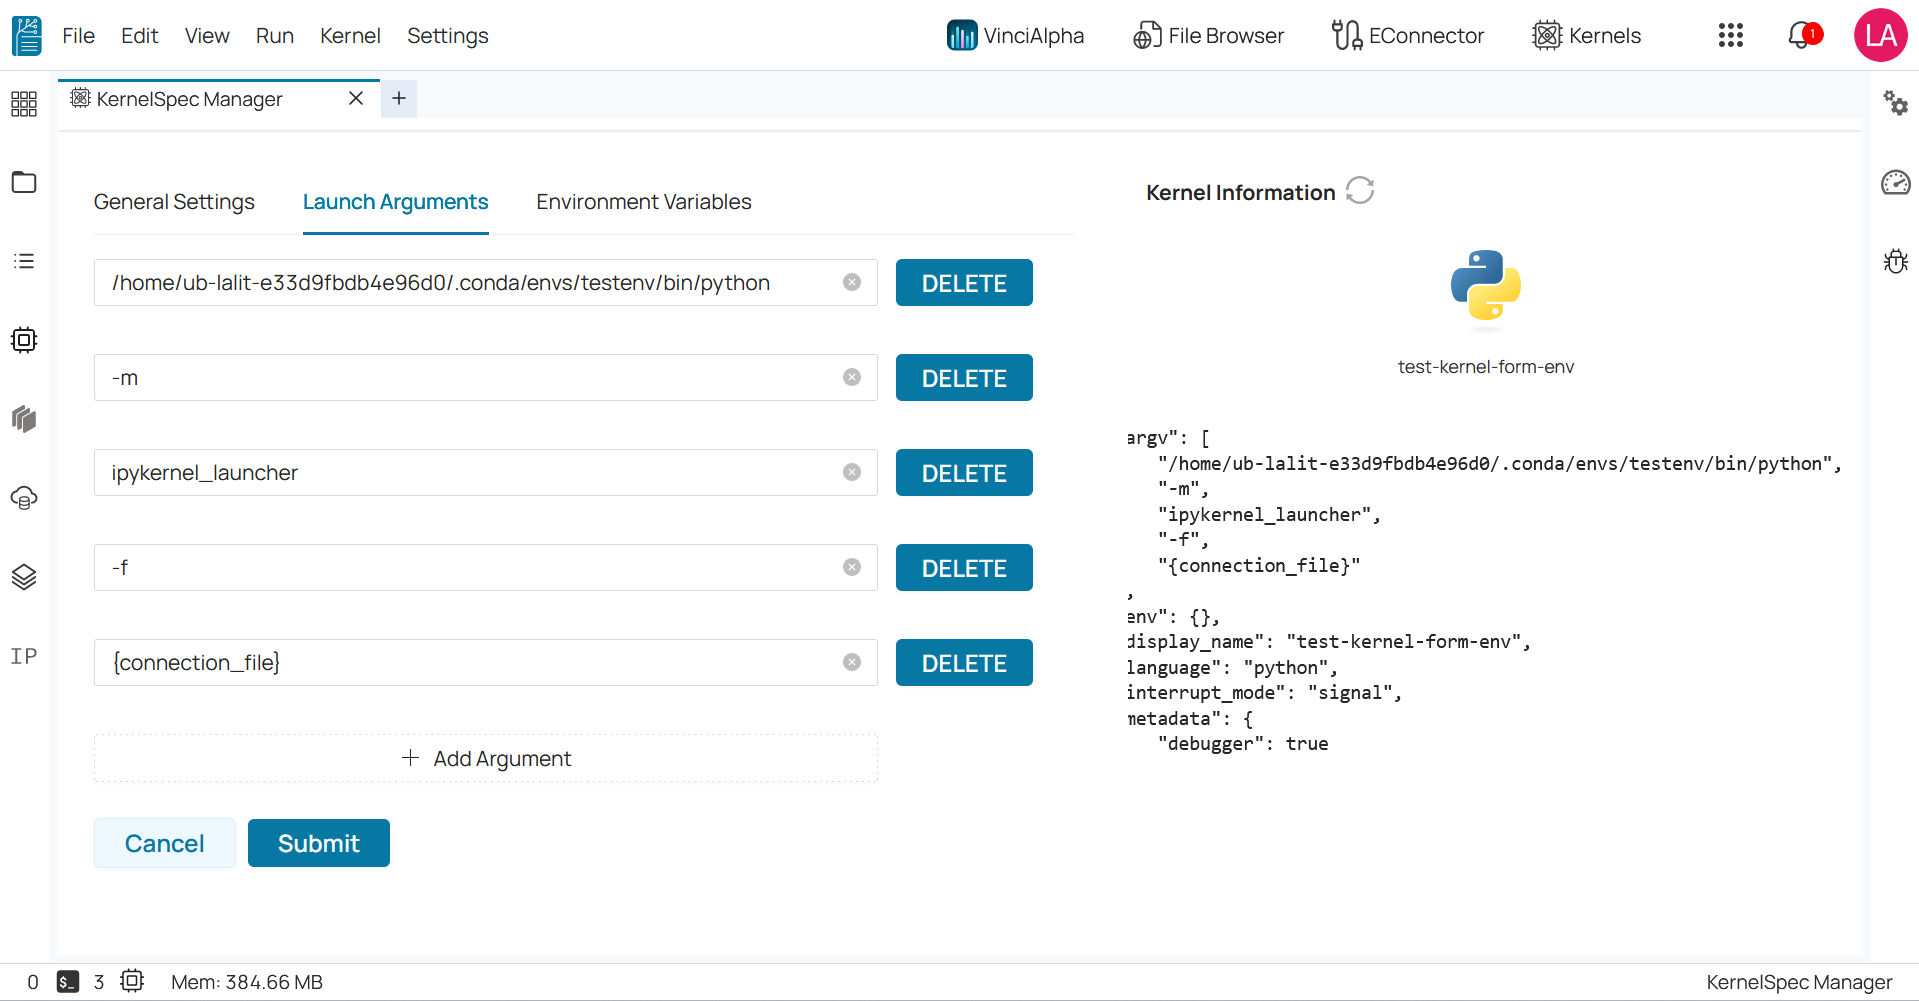 File Edit View Run Kernel Settings VinciAlpha File Browser EConnector Kernels 1 LA
KernelSpec Manager
General Settings Launch Arguments Environment Variables
/home/ub-lalit-e33d9fbdb4e96d0/.conda/envs/testenv/bin/python DELETE
-m DELETE
ipykernel_launcher DELETE
-f DELETE
{connection_file} DELETE
+ Add Argument
Cancel Submit
Kernel Information
test-kernel-form-env
argv": [
"/home/ub-lalit-e33d9fbdb4e96d0/.conda/envs/testenv/bin/python",
"-m",
"ipykernel_launcher",
"-f",
"{connection_file}"
,
env": {},
display_name": "test-kernel-form-env",
language": "python",
interrupt_mode": "signal",
metadata": {
"debugger": true
IP
0 $_ 3 Mem: 384.66 MB KernelSpec Manager